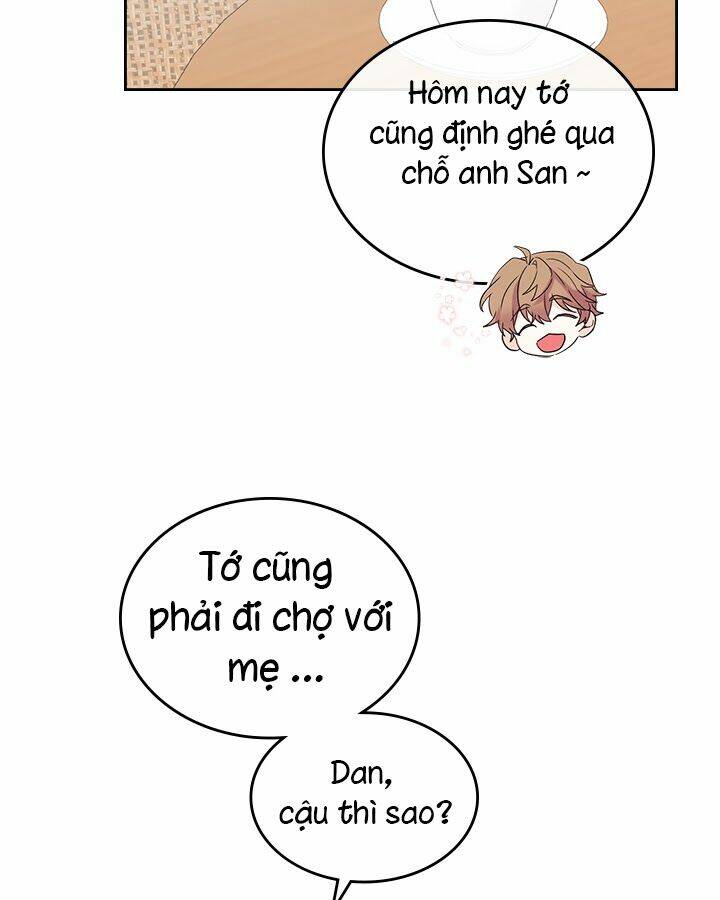 Hôm nay tớ
cũng định ghé qua
chỗ anh San ~
Tớ cũng
phải đi chợ với
mẹ ...
Dan,
cậu thì sao?